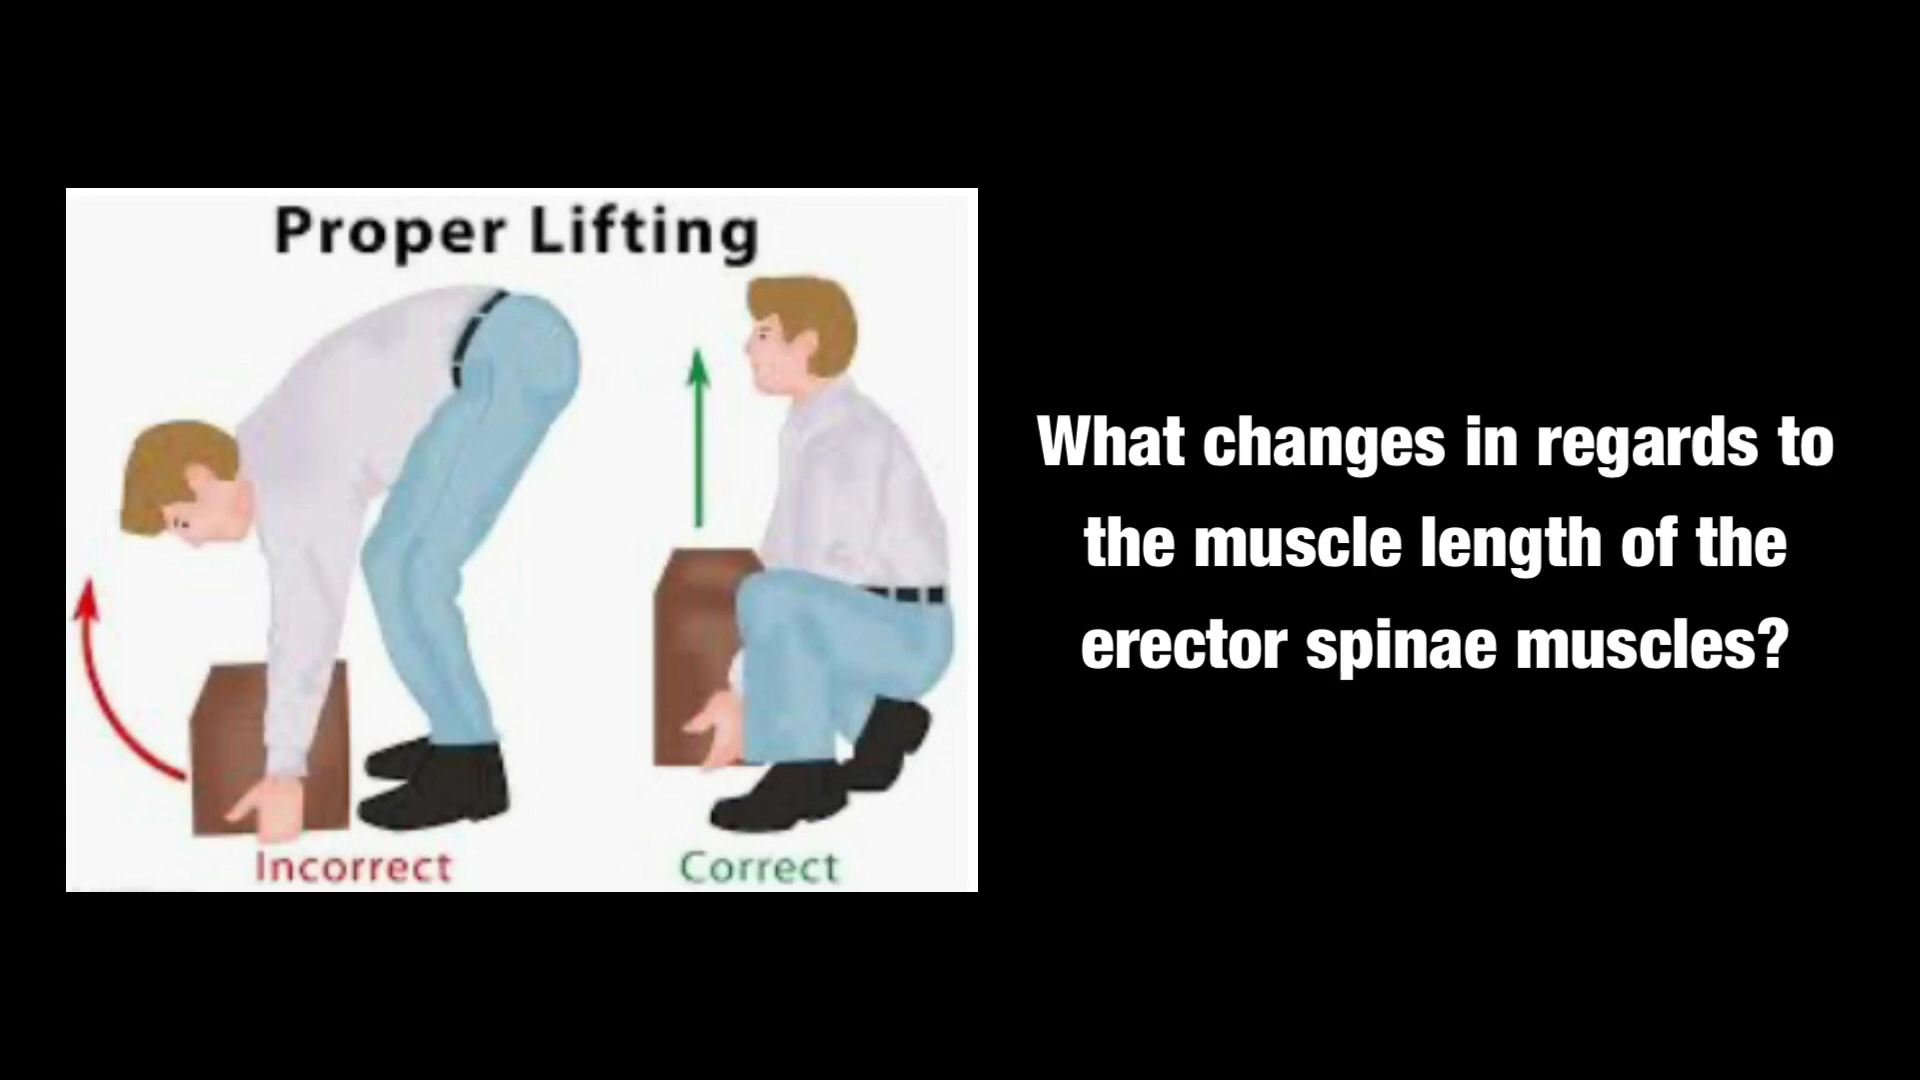 Proper Lifting
Incorrect
Correct
What changes in regards to
the muscle length of the
erector spinae muscles?